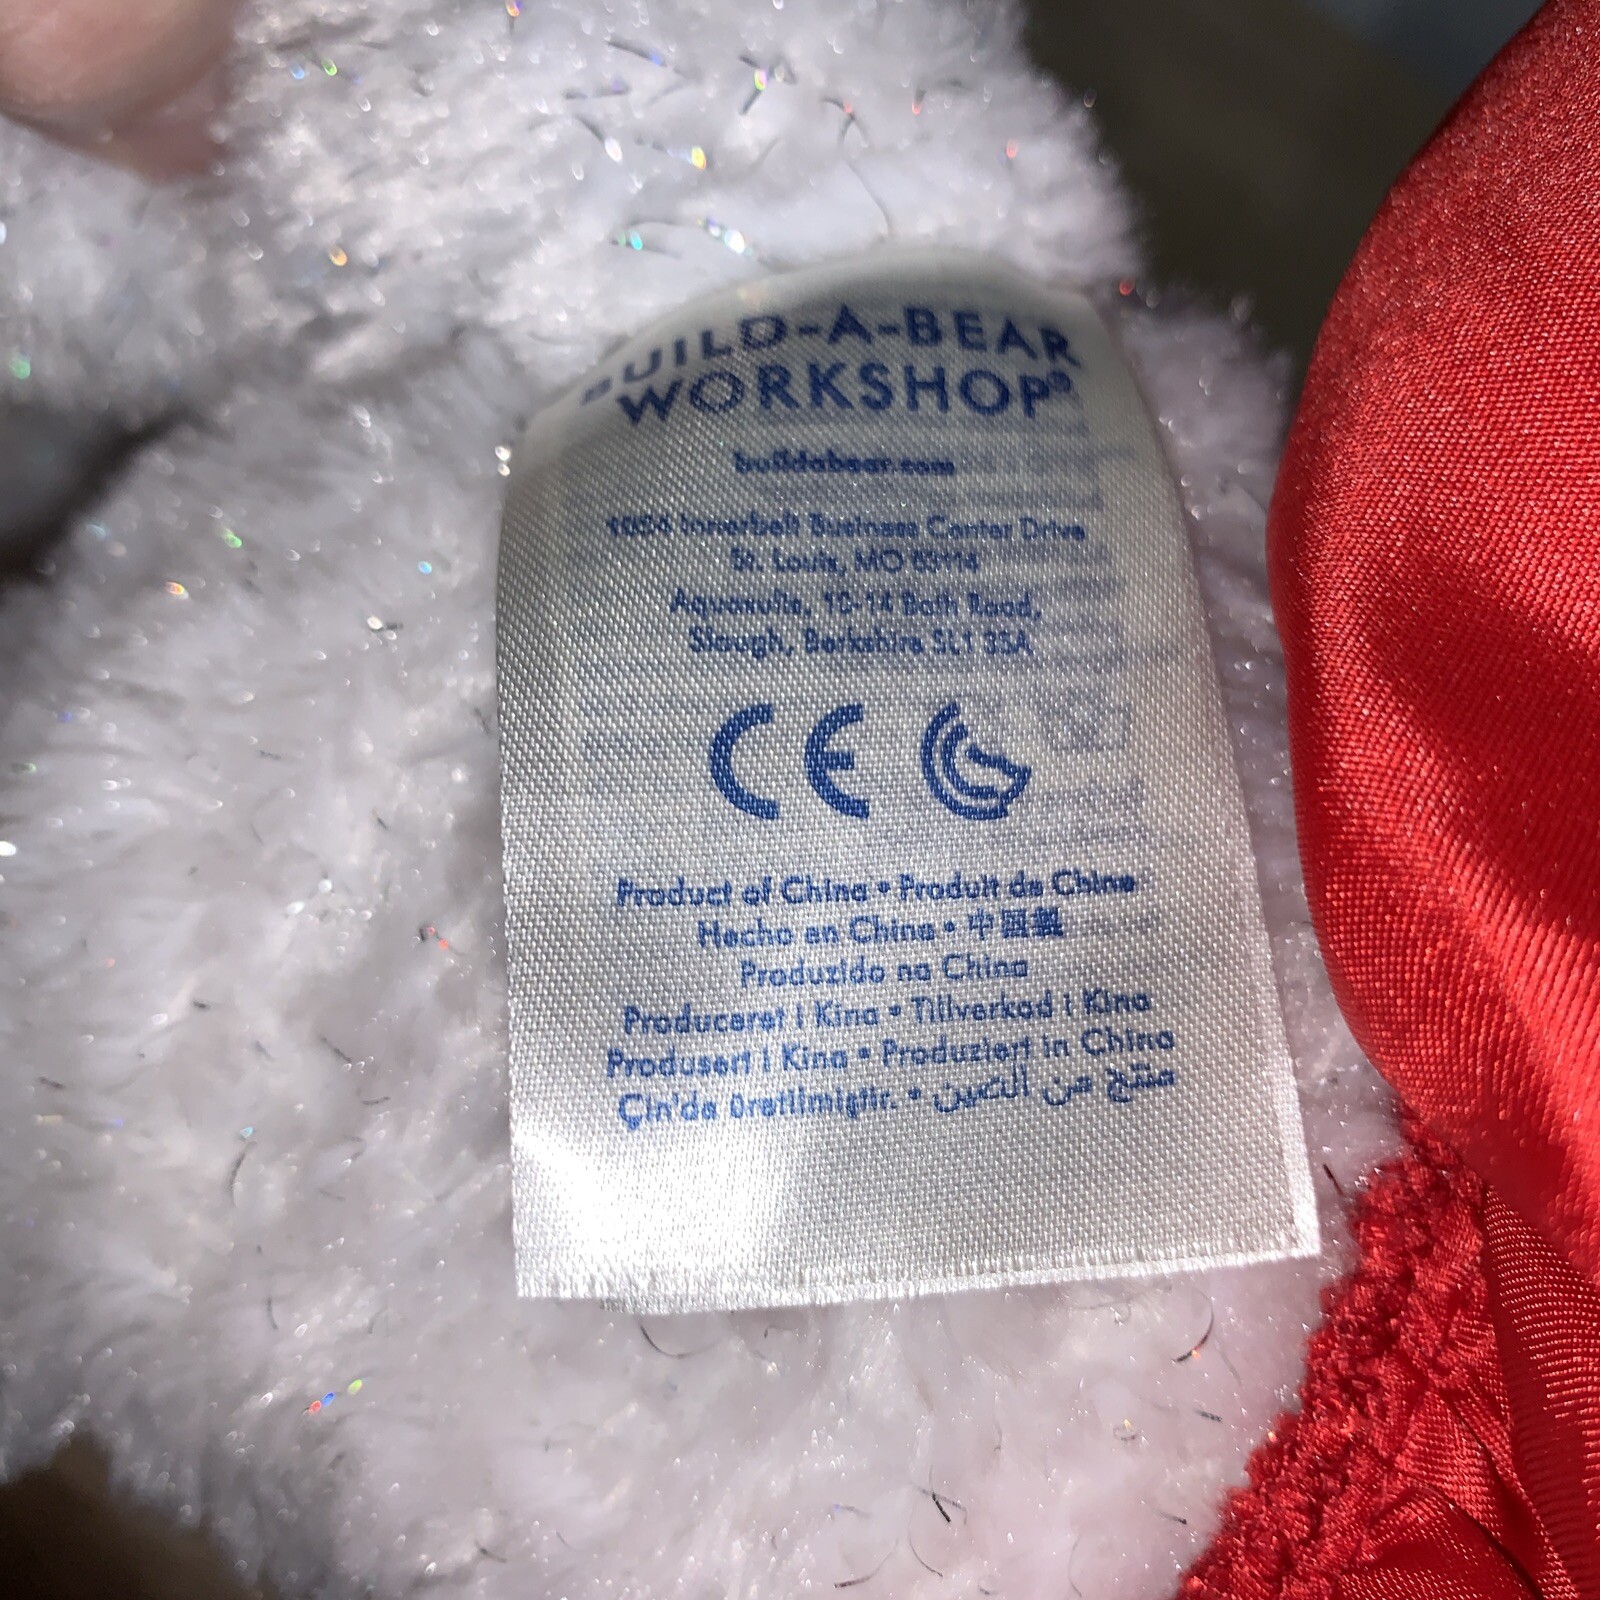 BUILD-A-BEAR
WORKSHOP®
buildabear.com
1954 Innerbelt Business Center Drive
St. Louis, MO 63114
Aquasulis, 10-14 Bath Road,
Slough, Berkshire SL1 3SA
CE G
Product of China • Produit de Chine
Hecho en China • 中国製
Produzido na China
Produceret i Kina • Tillverkad i Kina
Produsert i Kina • Produziert in China
Çin'de üretilmiştir. • منتج من الصين